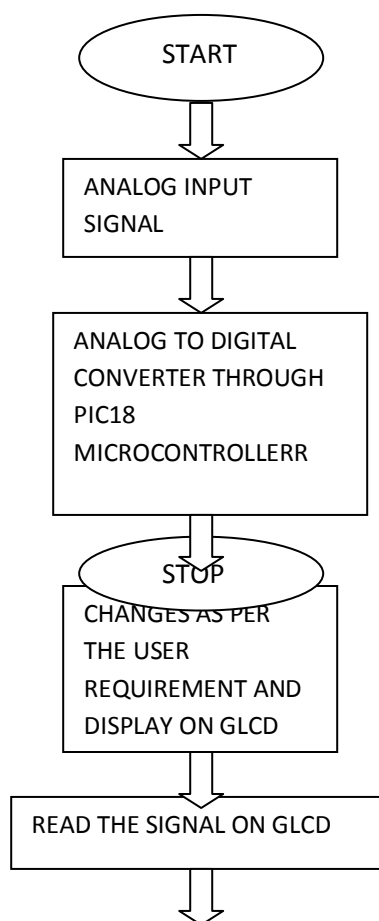 START
ANALOG INPUT
SIGNAL
ANALOG TO DIGITAL
CONVERTER THROUGH
PIC18
MICROCONTROLLERR
STOP
CHANGES AS PER
THE USER
REQUIREMENT AND
DISPLAY ON GLCD
READ THE SIGNAL ON GLCD